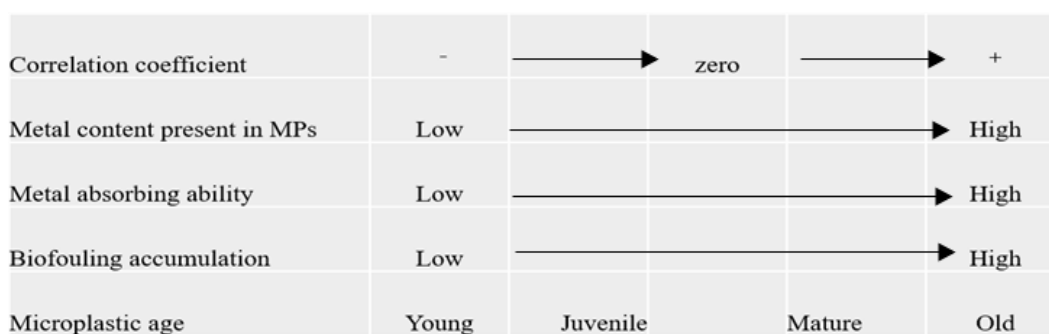 Correlation coefficient - zero +
Metal content present in MPs Low High
Metal absorbing ability Low High
Biofouling accumulation Low High
Microplastic age Young Juvenile Mature Old